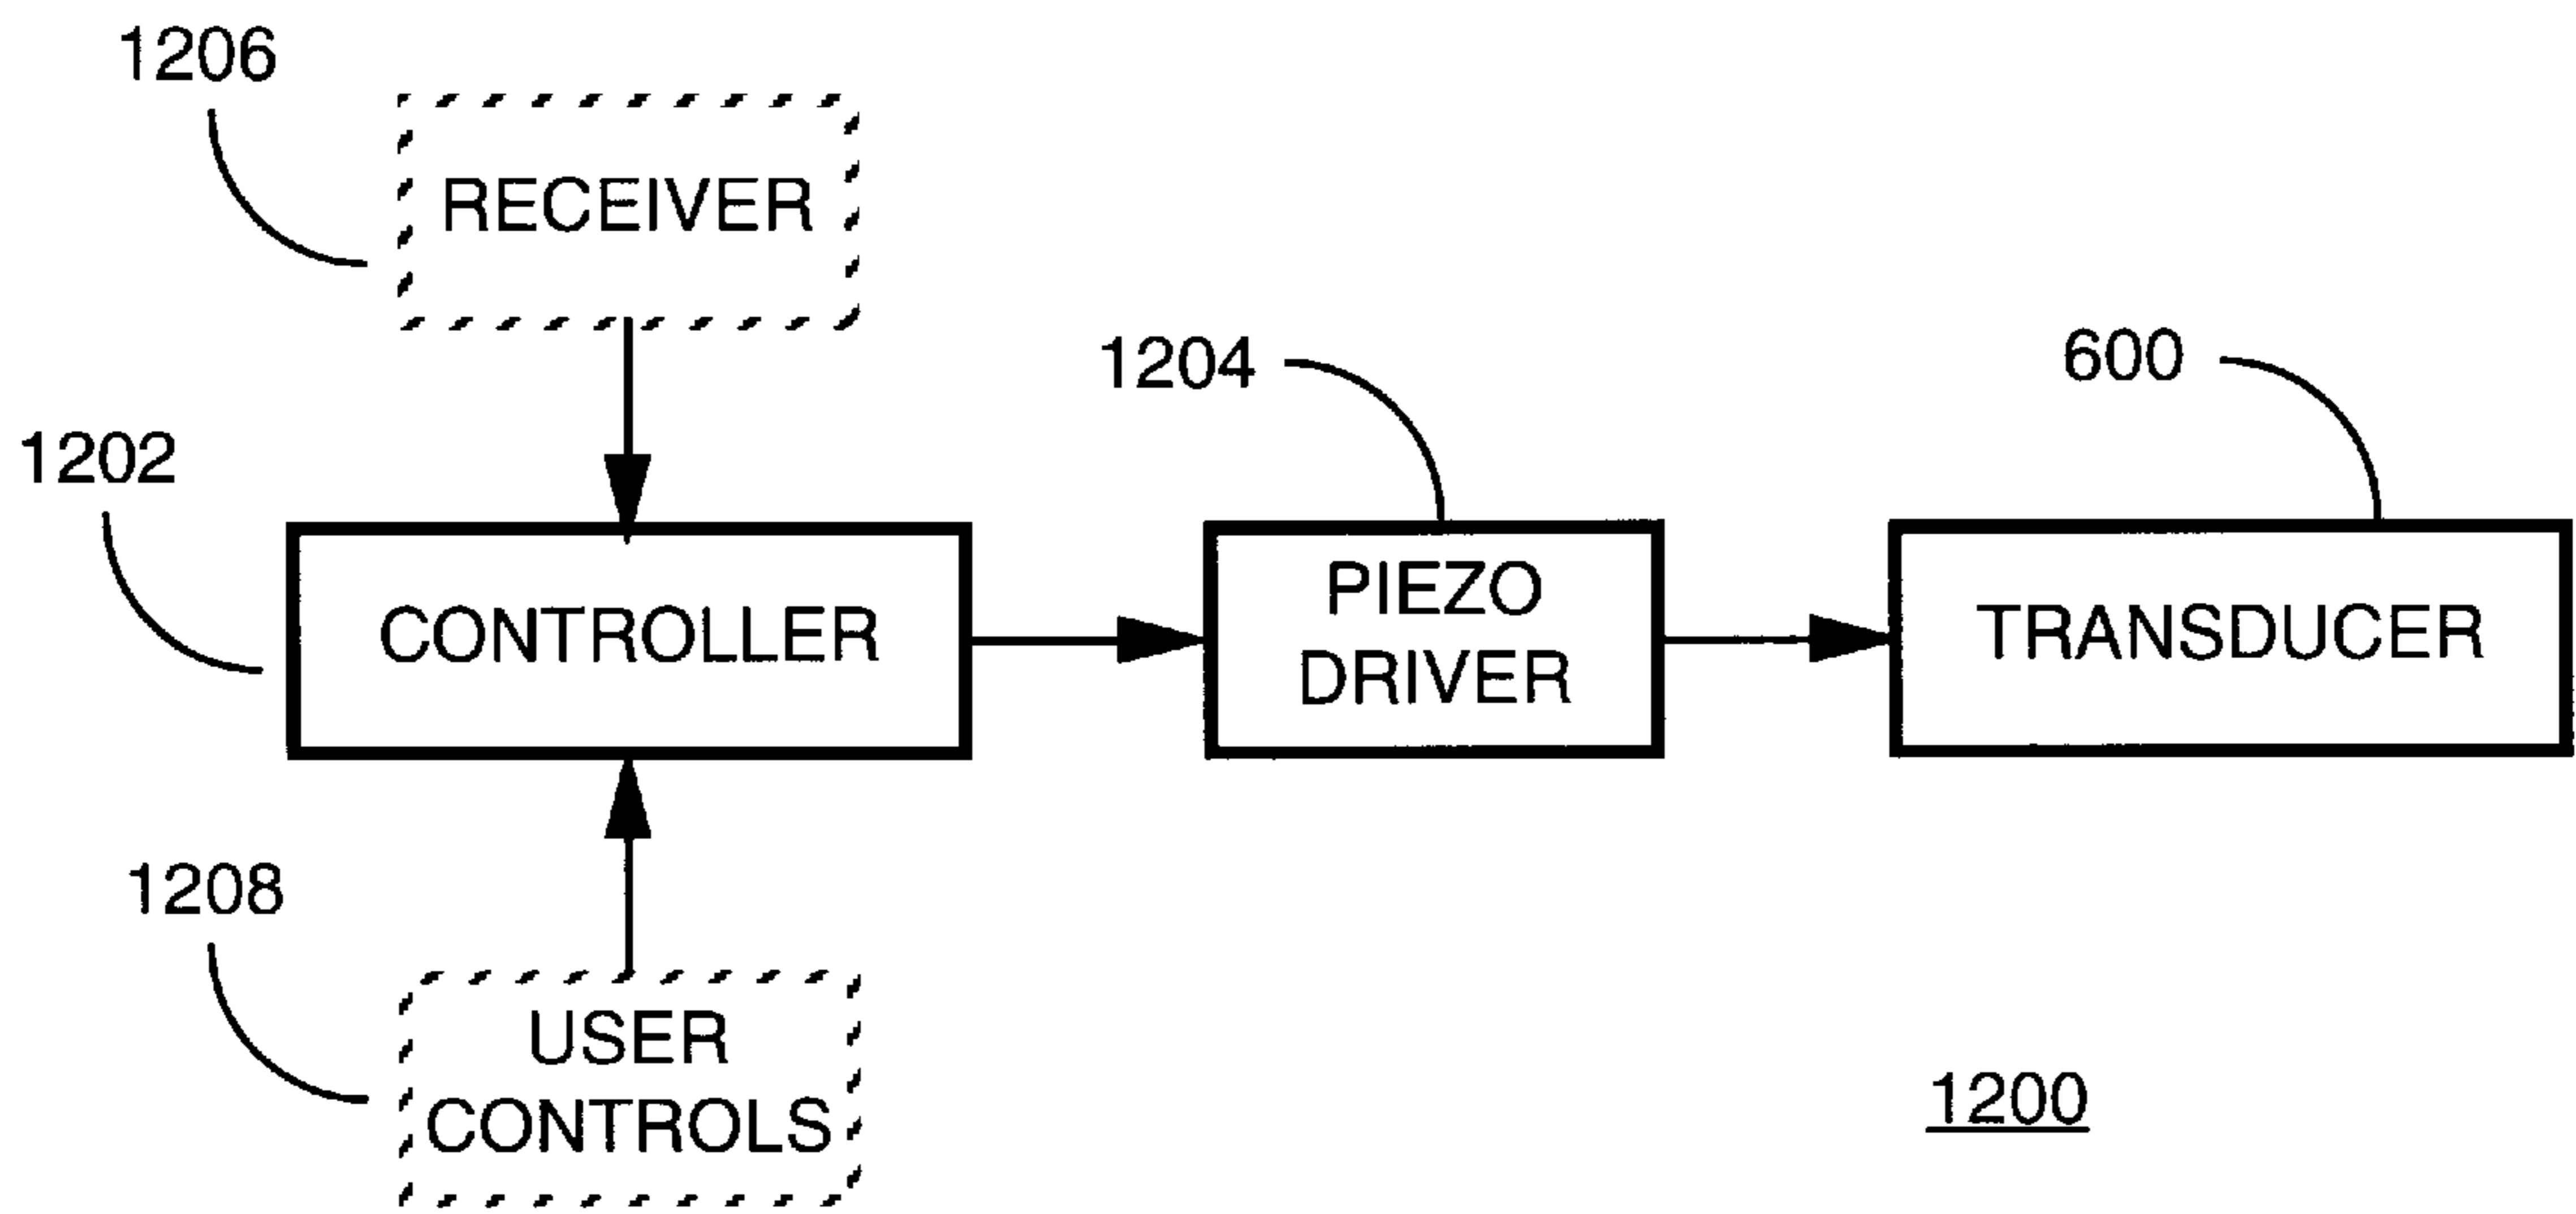 1206
RECEIVER
1204
600
1202
CONTROLLER
PIEZO
DRIVER
TRANSDUCER
1208
USER
CONTROLS
1200